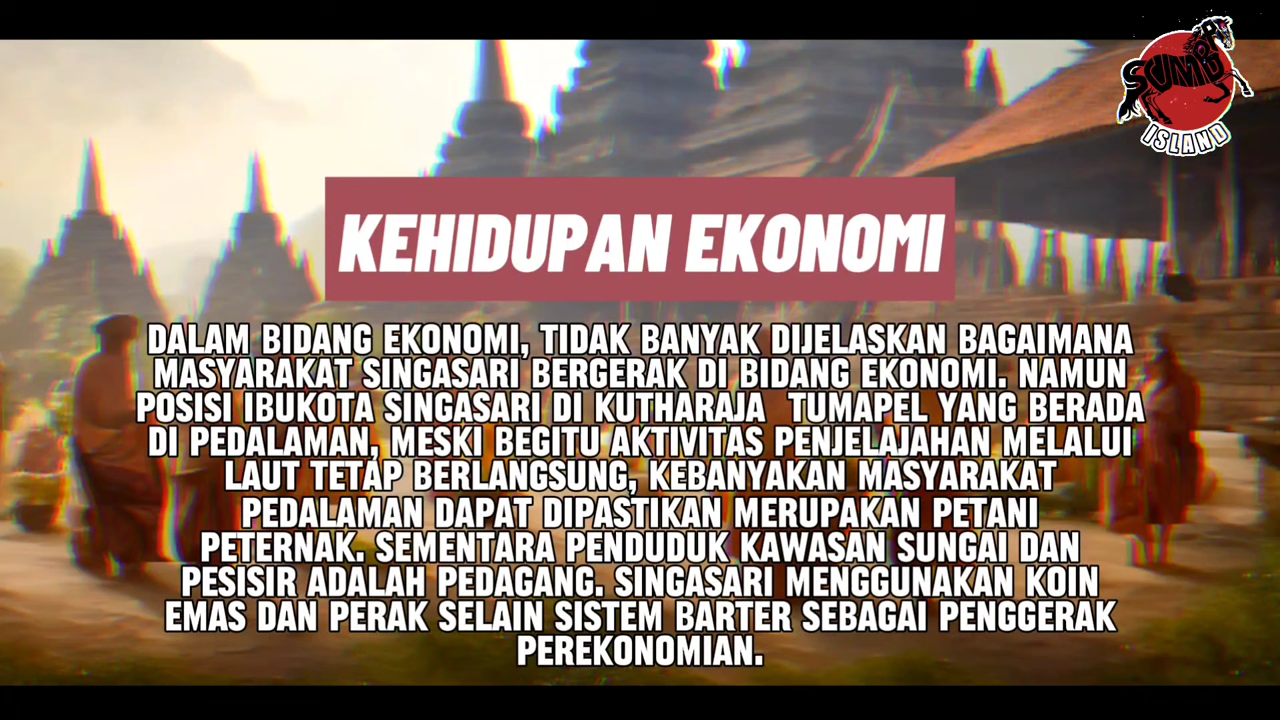 SUMB
ISLAND
KEHIDUPAN EKONOMI
DALAM BIDANG EKONOMI, TIDAK BANYAK DIJELASKAN BAGAIMANA
MASYARAKAT SINGASARI BERGERAK DI BIDANG EKONOMI. NAMUN
POSISI IBUKOTA SINGASARI DI KUTHARAJA  TUMAPEL YANG BERADA
DI PEDALAMAN, MESKI BEGITU AKTIVITAS PENJELAJAHAN MELALUI
LAUT TETAP BERLANGSUNG, KEBANYAKAN MASYARAKAT
PEDALAMAN DAPAT DIPASTIKAN MERUPAKAN PETANI
PETERNAK. SEMENTARA PENDUDUK KAWASAN SUNGAI DAN
PESISIR ADALAH PEDAGANG. SINGASARI MENGGUNAKAN KOIN
EMAS DAN PERAK SELAIN SISTEM BARTER SEBAGAI PENGGERAK
PEREKONOMIAN.